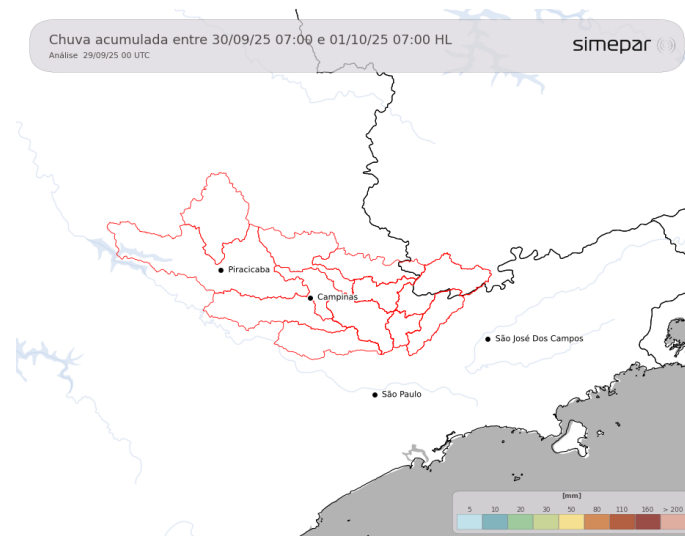 Chuva acumulada entre 30/09/25 07:00 e 01/10/25 07:00 HL
Análise 29/09/25 00 UTC
simepar
Piracicaba
Campinas
São José Dos Campos
São Paulo
[mm]
5 10 20 30 50 80 110 160 > 200